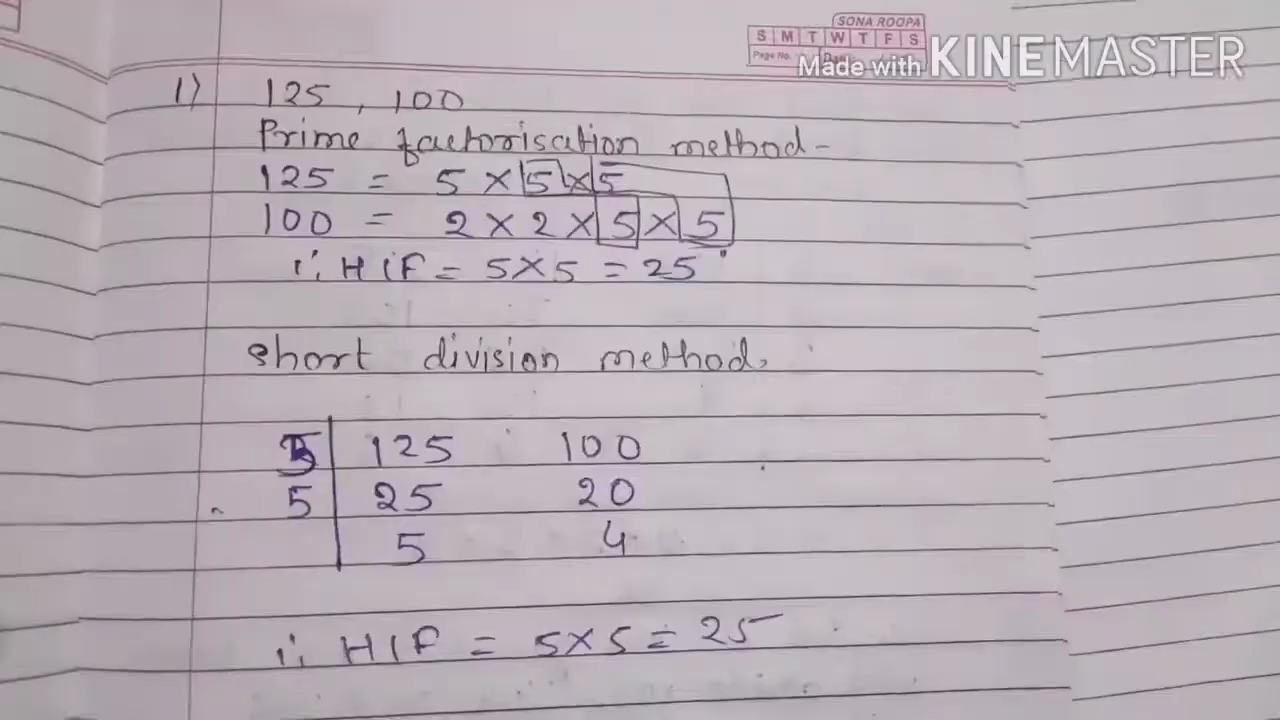 SONA ROOPA
S M T W T F S
Page No.
Made with KINEMASTER
1) 125, 100
Prime factorisation method-
125 = 5 × 5 × 5
100 = 2 × 2 × 5 × 5
∴ HCF = 5×5 = 25
short division method.
5 125 100
5 25 20
5 4
∴ HCF = 5×5 = 25